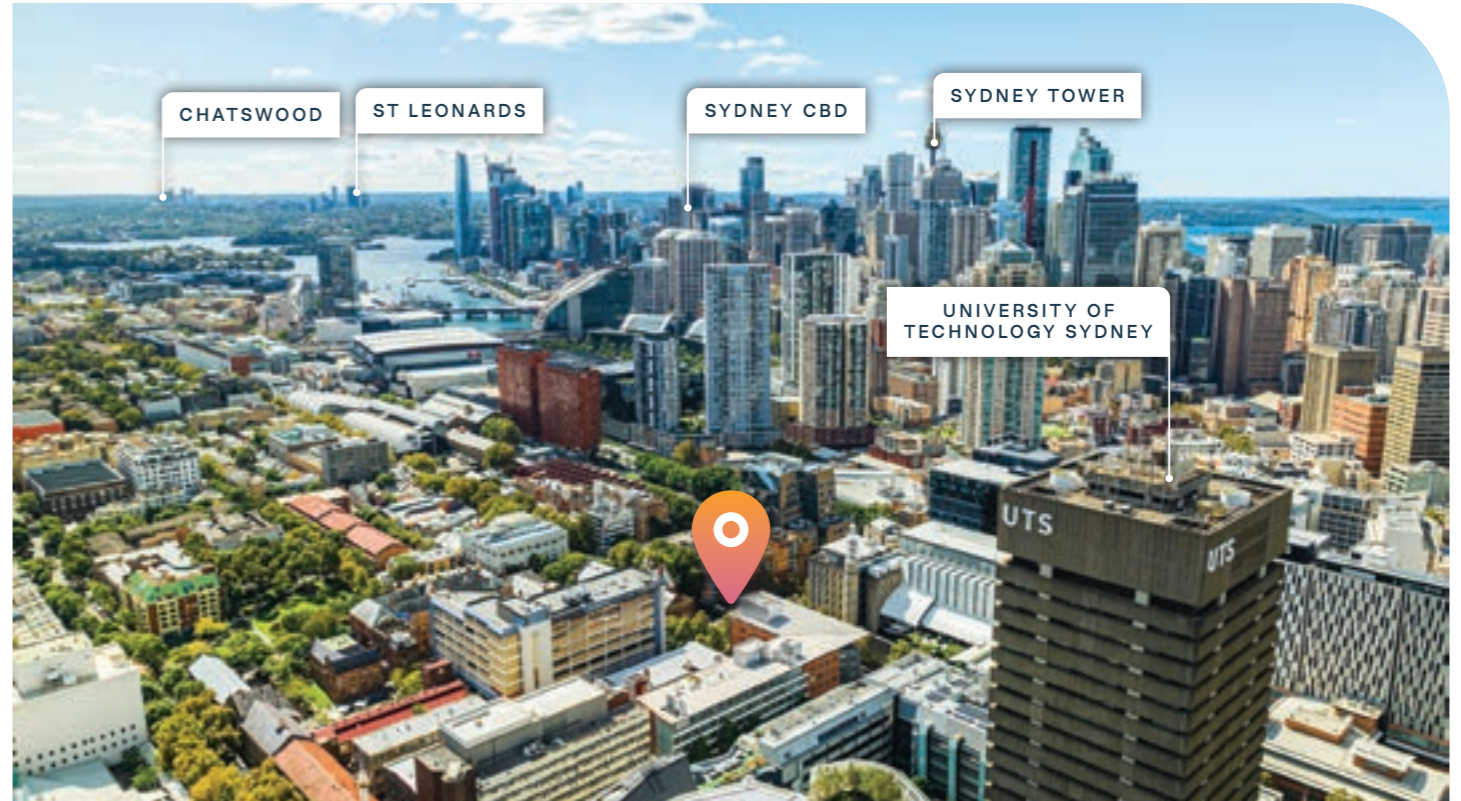 CHATSWOOD
ST LEONARDS
SYDNEY CBD
SYDNEY TOWER
UNIVERSITY OF
TECHNOLOGY SYDNEY
UTS
UTS